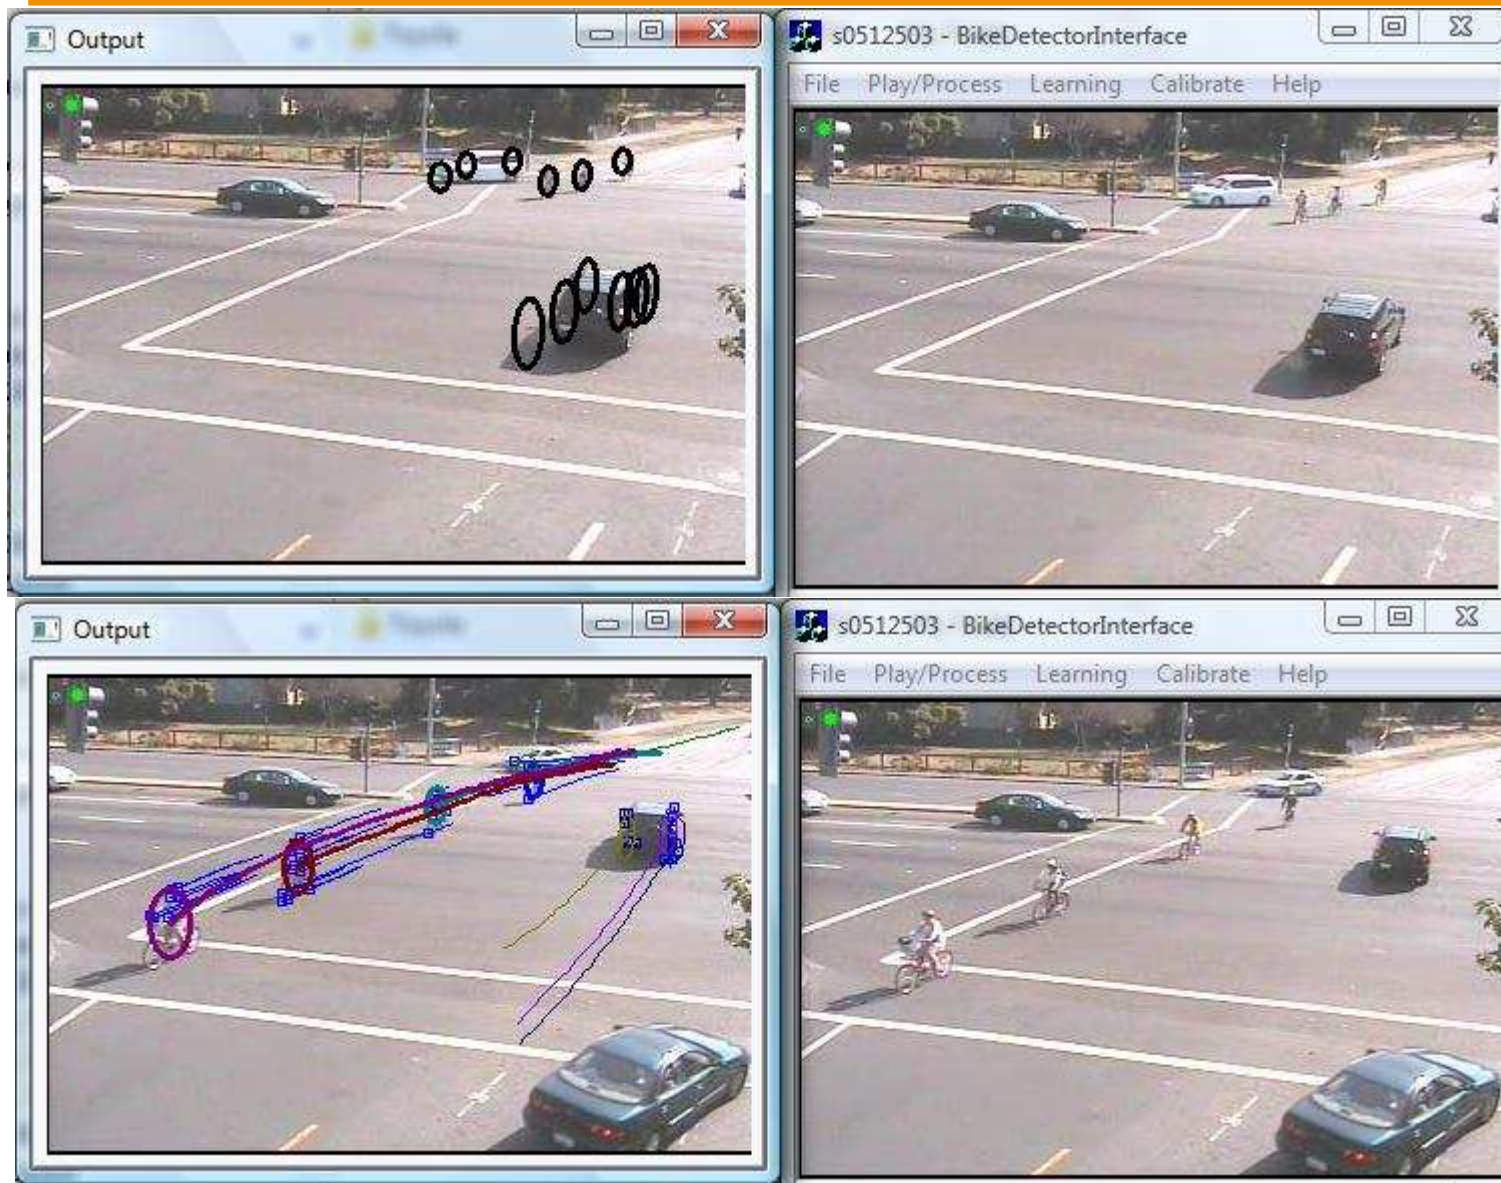 Output
s0512503 - BikeDetectorInterface
File Play/Process Learning Calibrate Help
Output
s0512503 - BikeDetectorInterface
File Play/Process Learning Calibrate Help